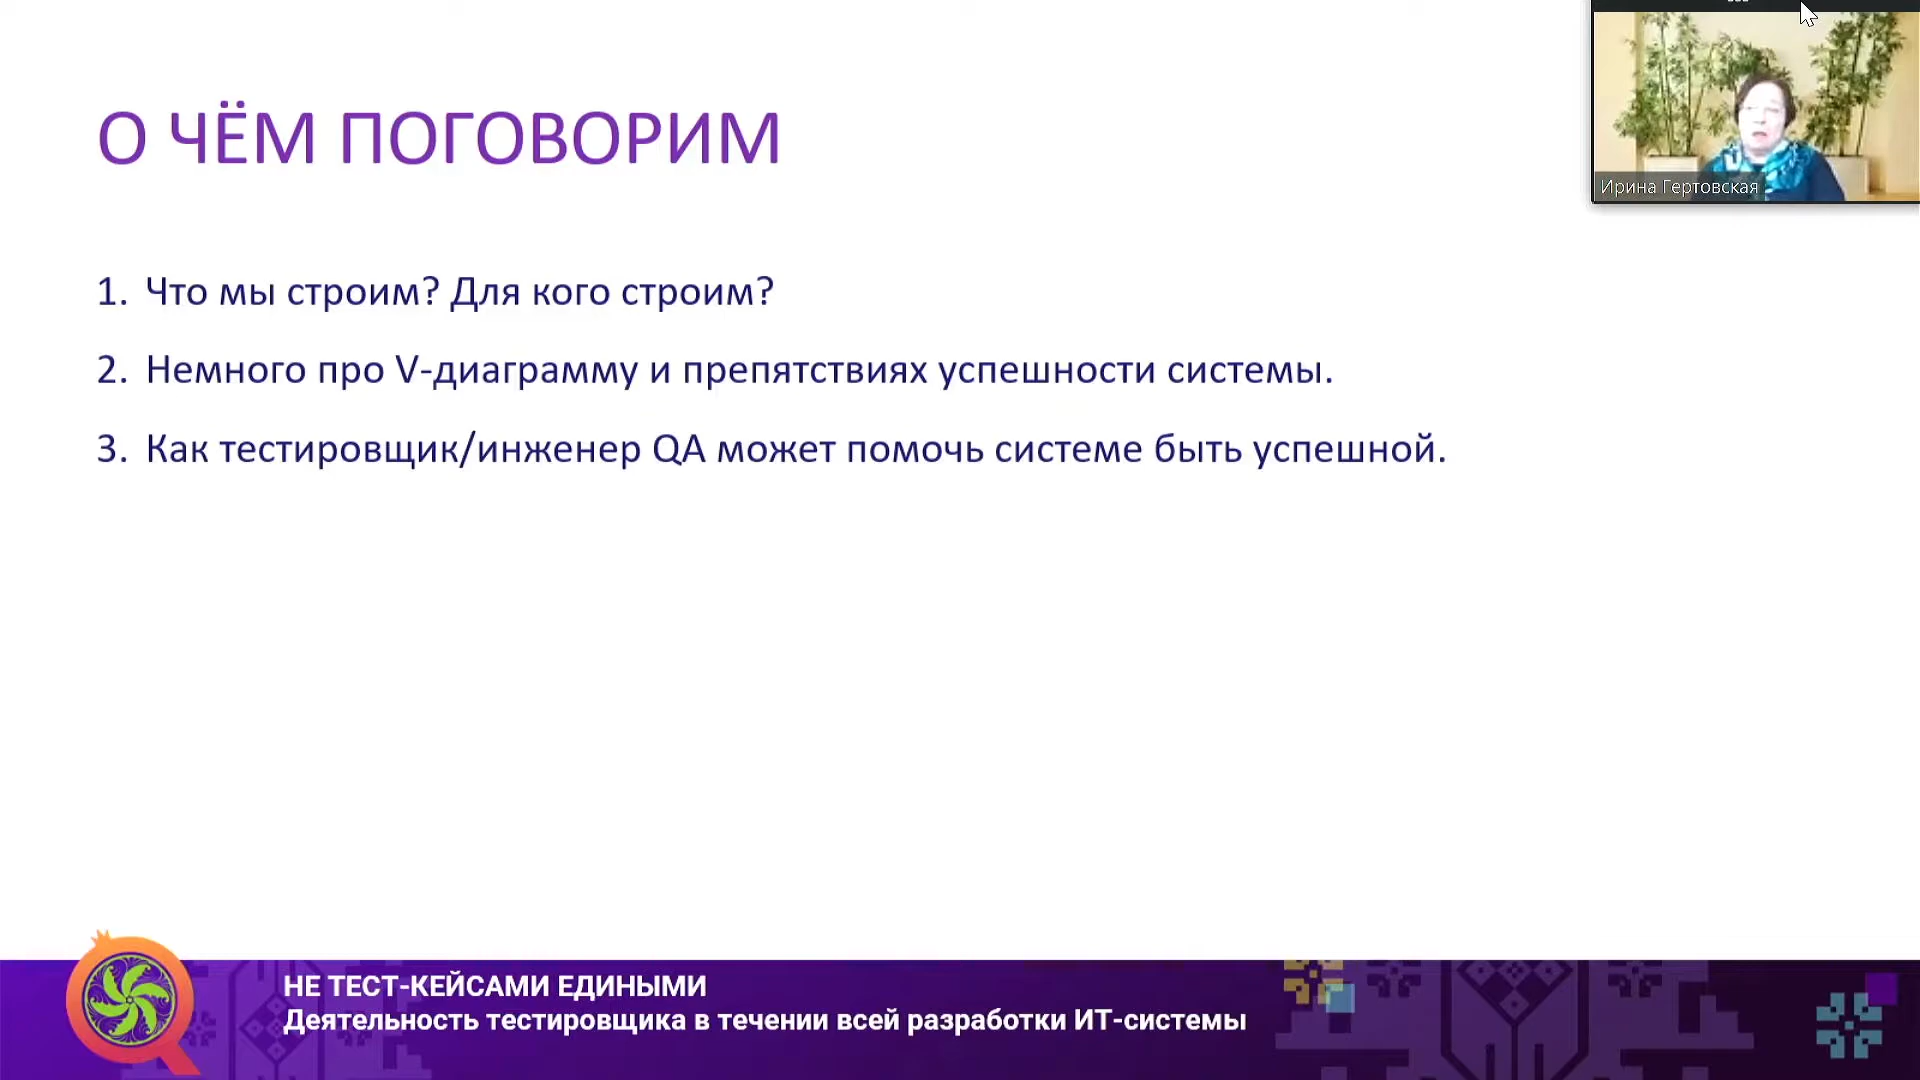 О ЧЁМ ПОГОВОРИМ
Ирина Гертовская
1. Что мы строим? Для кого строим?
2. Немного про V-диаграмму и препятствиях успешности системы.
3. Как тестировщик/инженер QA может помочь системе быть успешной.
НЕ ТЕСТ-КЕЙСАМИ ЕДИНЫМИ
Деятельность тестировщика в течении всей разработки ИТ-системы